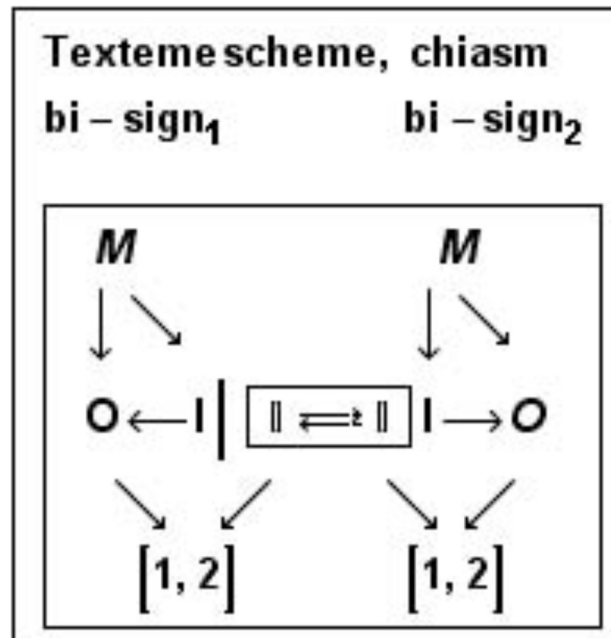 Texteme scheme, chiasm
bi – sign₁ bi – sign₂
M M
O ← I | 𝕀 ⇌ 𝕀 I → O
[1, 2] [1, 2]